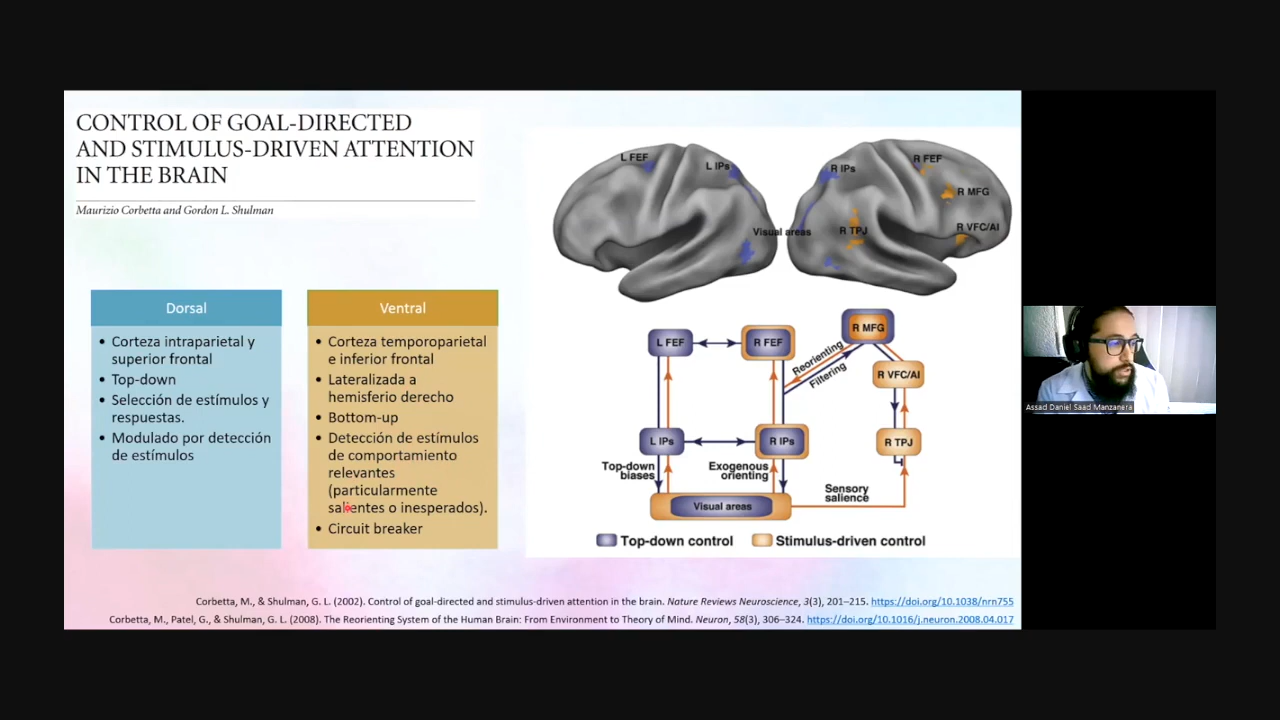 CONTROL OF GOAL-DIRECTED
AND STIMULUS-DRIVEN ATTENTION
IN THE BRAIN
Maurizio Corbetta and Gordon L. Shulman
Dorsal
• Corteza intraparietal y
superior frontal
• Top-down
• Selección de estímulos y
respuestas.
• Modulado por detección
de estímulos
Ventral
• Corteza temporoparietal
e inferior frontal
• Lateralizada a
hemisferio derecho
• Bottom-up
• Detección de estímulos
de comportamiento
relevantes
(particularmente
salientes o inesperados).
• Circuit breaker
L FEF
L IPs
R IPs
R FEF
R MFG
Visual areas
R TPJ
R VFC/AI
R MFG
L FEF
R FEF
Reorienting
Filtering
R VFC/AI
L IPs
R IPs
R TPJ
Top-down
biases
Exogenous
orienting
Sensory
salience
Visual areas
Top-down control
Stimulus-driven control
Corbetta, M., & Shulman, G. L. (2002). Control of goal-directed and stimulus-driven attention in the brain. Nature Reviews Neuroscience, 3(3), 201–215. https://doi.org/10.1038/nrn755
Corbetta, M., Patel, G., & Shulman, G. L. (2008). The Reorienting System of the Human Brain: From Environment to Theory of Mind. Neuron, 58(3), 306–324. https://doi.org/10.1016/j.neuron.2008.04.017
Assad Daniel Saad Manzanera